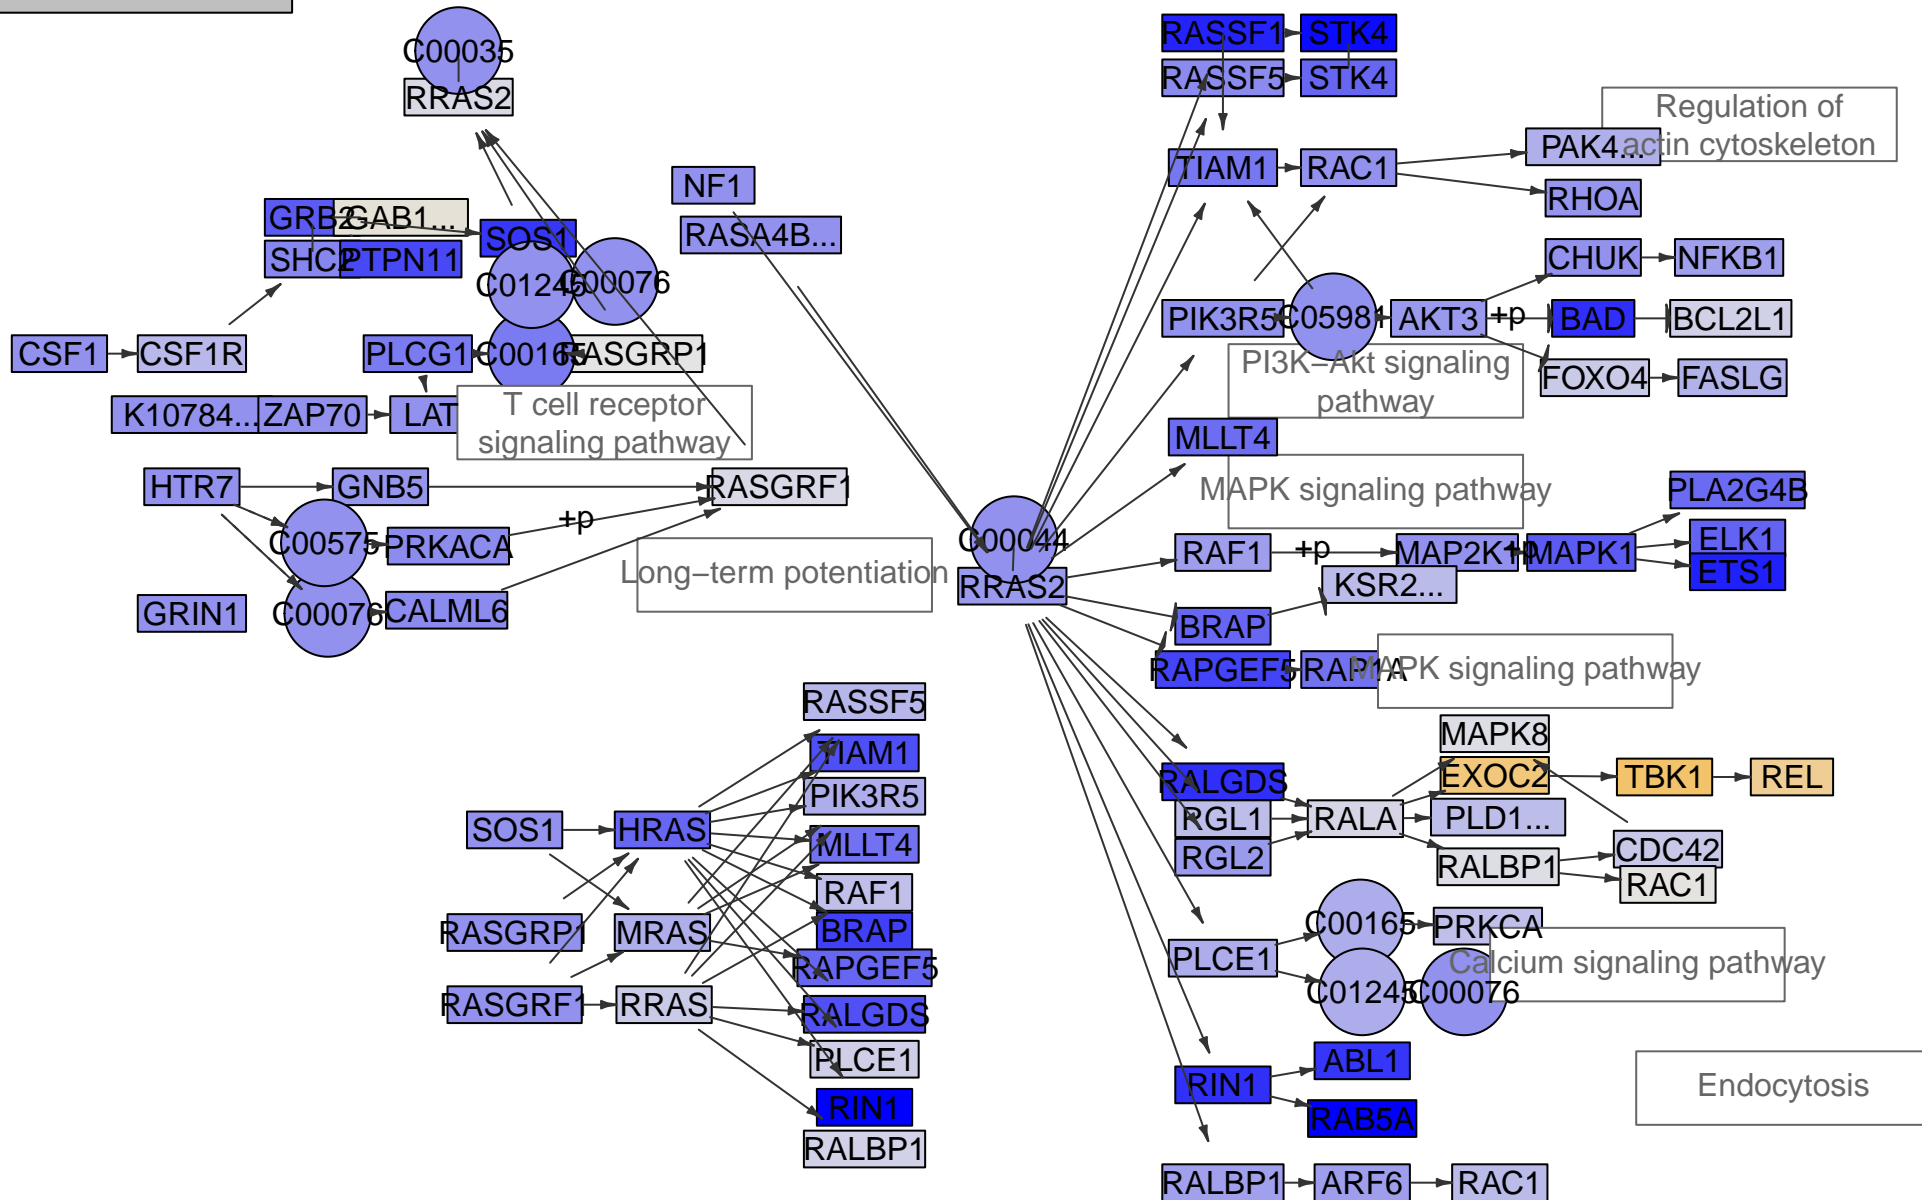 C00035
RRAS2
NF1
RASA4B...
GRB2
GAB1...
SOS1
SHC2
PTPN11
C01245
C00076
CSF1
CSF1R
PLCG1
C00165
RASGRP1
K10784...
ZAP70
LAT
T cell receptor
signaling pathway
HTR7
GNB5
RASGRF1
+p
C00575
PRKACA
Long−term potentiation
GRIN1
C00076
CALML6
C00044
RRAS2
RASSF1
STK4
RASSF5
STK4
Regulation of
actin cytoskeleton
PAK4...
TIAM1
RAC1
RHOA
CHUK
NFKB1
PIK3R5
C05981
AKT3
+p
BAD
BCL2L1
PI3K−Akt signaling
pathway
FOXO4
FASLG
MLLT4
MAPK signaling pathway
PLA2G4B
RAF1
+p
MAP2K1
+p
MAPK1
ELK1
ETS1
KSR2...
BRAP
RAPGEF5
RAP1A
MAPK signaling pathway
MAPK8
RALGDS
EXOC2
TBK1
REL
RGL1
RALA
PLD1...
RGL2
RALBP1
CDC42
RAC1
C00165
PRKCA
PLCE1
Calcium signaling pathway
C01245
C00076
ABL1
RIN1
RAB5A
Endocytosis
RALBP1
ARF6
RAC1
RASSF5
TIAM1
PIK3R5
SOS1
HRAS
MLLT4
RAF1
RASGRP1
MRAS
BRAP
RAPGEF5
RASGRF1
RRAS
RALGDS
PLCE1
RIN1
RALBP1